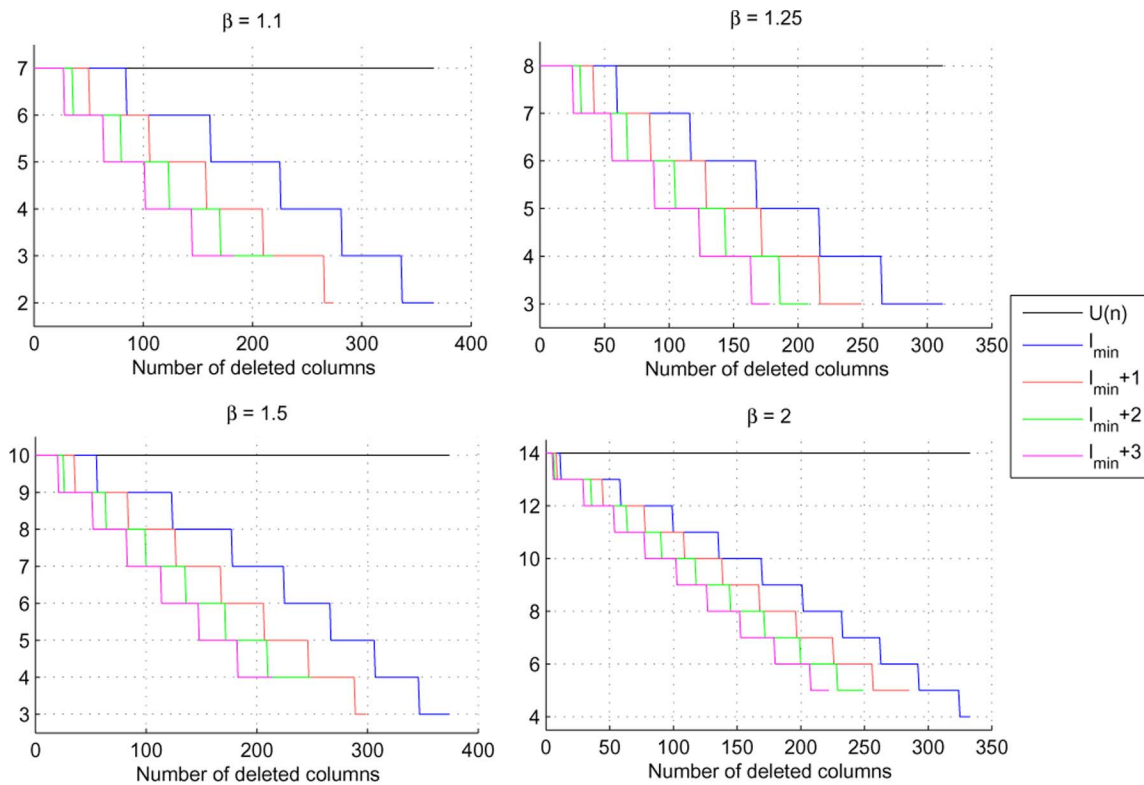 β = 1.1
7
6
5
4
3
2
0 100 200 300 400
Number of deleted columns
β = 1.25
8
7
6
5
4
3
0 50 100 150 200 250 300 350
Number of deleted columns
U(n)
l_min
l_min+1
l_min+2
l_min+3
β = 1.5
10
9
8
7
6
5
4
3
0 100 200 300 400
Number of deleted columns
β = 2
14
12
10
8
6
4
0 50 100 150 200 250 300 350
Number of deleted columns